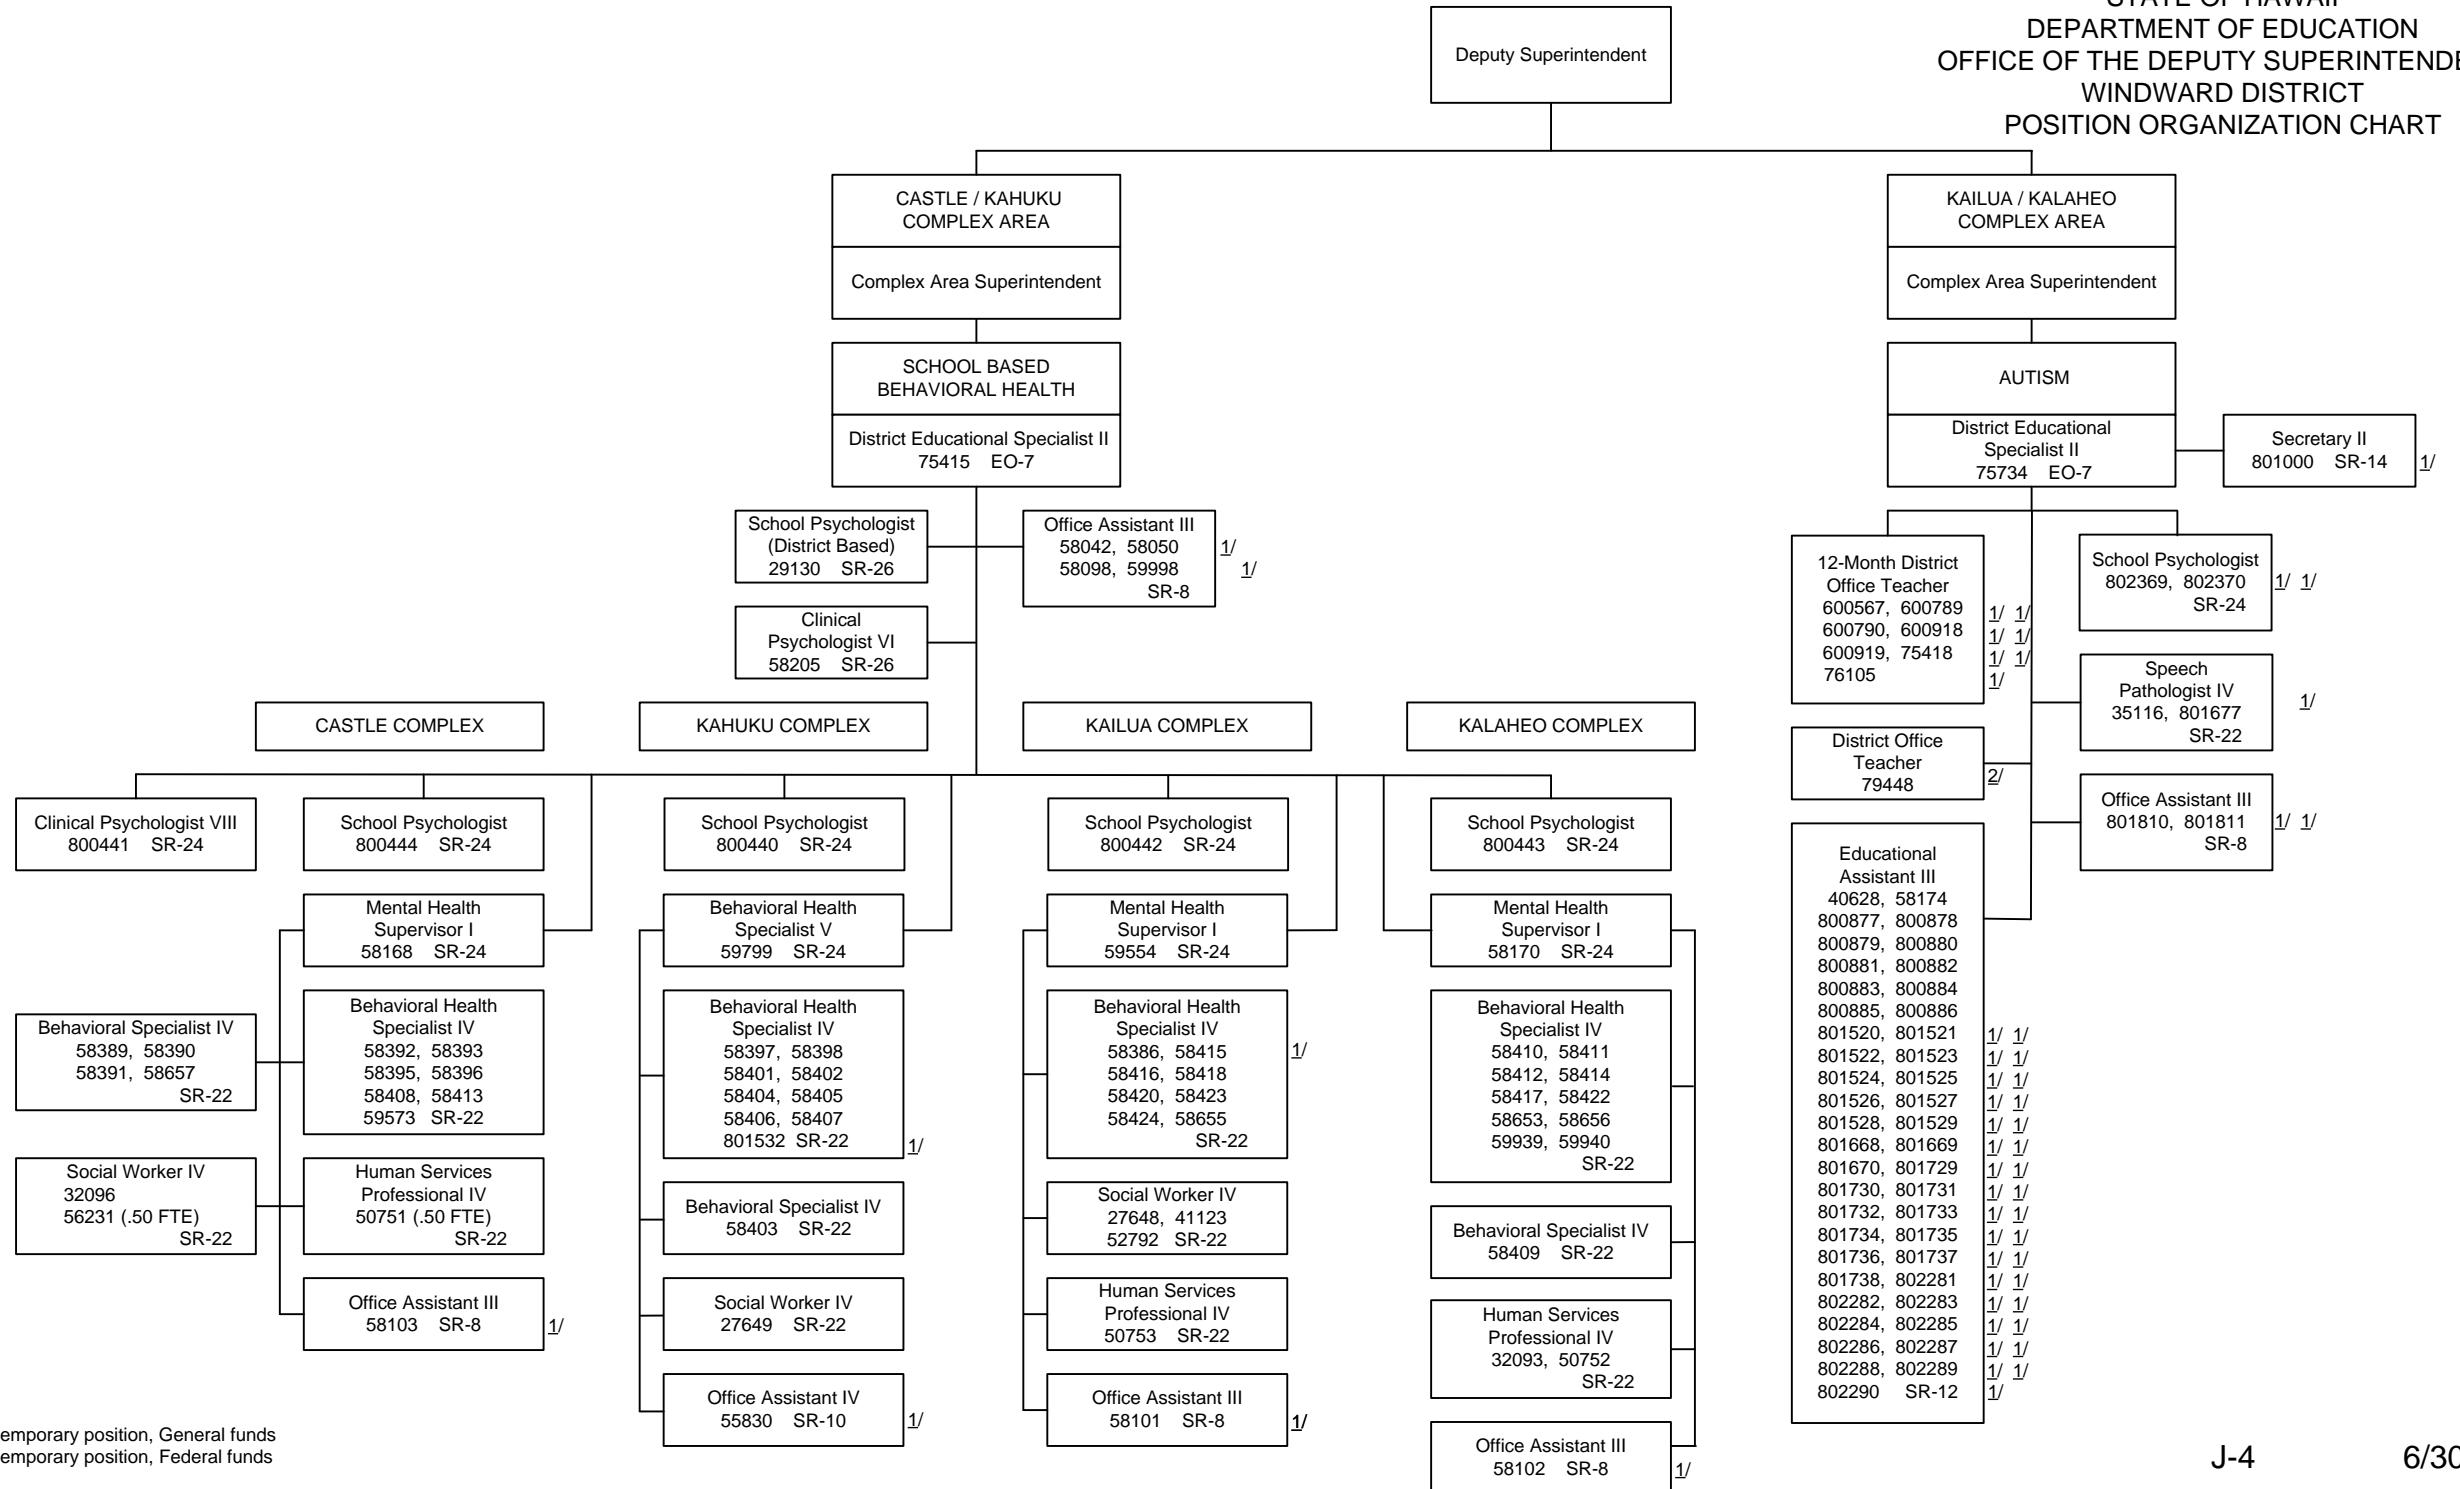 STATE OF HAWAII
DEPARTMENT OF EDUCATION
OFFICE OF THE DEPUTY
WINDWARD DISTRICT
POSITION ORGANIZATION CHART
Deputy Superintendent
CASTLE / KAHUKU
COMPLEX AREA
Complex Area Superintendent
SCHOOL BASED
BEHAVIORAL HEALTH
District Educational Specialist II
75415 EO-7
School Psychologist
(District Based)
29130 SR-26
Office Assistant III
58042, 58050 1/
58098, 59998 1/
SR-8
Clinical
Psychologist VI
58205 SR-26
KAILUA / KALAHEO
COMPLEX AREA
Complex Area Superintendent
AUTISM
District Educational
Specialist II
75734 EO-7
Secretary II
801000 SR-14 1/
12-Month District
Office Teacher
600567, 600789 1/ 1/
600790, 600918 1/ 1/
600919, 75418 1/ 1/
76105 1/
School Psychologist
802369, 802370 1/ 1/
SR-24
Speech
Pathologist IV
35116, 801677 1/
SR-22
District Office
Teacher
79448 2/
Office Assistant III
801810, 801811 1/ 1/
SR-8
Educational
Assistant III
40628, 58174
800877, 800878
800879, 800880
800881, 800882
800883, 800884
800885, 800886
801520, 801521 1/ 1/
801522, 801523 1/ 1/
801524, 801525 1/ 1/
801526, 801527 1/ 1/
801528, 801529 1/ 1/
801668, 801669 1/ 1/
801670, 801729 1/ 1/
801730, 801731 1/ 1/
801732, 801733 1/ 1/
801734, 801735 1/ 1/
801736, 801737 1/ 1/
801738, 802281 1/ 1/
802282, 802283 1/ 1/
802284, 802285 1/ 1/
802286, 802287 1/ 1/
802288, 802289 1/ 1/
802290 SR-12 1/
CASTLE COMPLEX
Clinical Psychologist VIII
800441 SR-24
School Psychologist
800444 SR-24
Mental Health
Supervisor I
58168 SR-24
Behavioral Specialist IV
58389, 58390
58391, 58657
SR-22
Behavioral Health
Specialist IV
58392, 58393
58395, 58396
58408, 58413
59573 SR-22
Social Worker IV
32096
56231 (.50 FTE)
SR-22
Human Services
Professional IV
50751 (.50 FTE)
SR-22
Office Assistant III
58103 SR-8 1/
KAHUKU COMPLEX
School Psychologist
800440 SR-24
Behavioral Health
Specialist V
59799 SR-24
Behavioral Health
Specialist IV
58397, 58398
58401, 58402
58404, 58405
58406, 58407
801532 SR-22 1/
Behavioral Specialist IV
58403 SR-22
Social Worker IV
27649 SR-22
Office Assistant IV
55830 SR-10 1/
KAILUA COMPLEX
School Psychologist
800442 SR-24
Mental Health
Supervisor I
59554 SR-24
Behavioral Health
Specialist IV
58386, 58415 1/
58416, 58418
58420, 58423
58424, 58655
SR-22
Social Worker IV
27648, 41123
52792 SR-22
Human Services
Professional IV
50753 SR-22
Office Assistant III
58101 SR-8 1/
KALAHEO COMPLEX
School Psychologist
800443 SR-24
Mental Health
Supervisor I
58170 SR-24
Behavioral Health
Specialist IV
58410, 58411
58412, 58414
58417, 58422
58653, 58656
59939, 59940
SR-22
Behavioral Specialist IV
58409 SR-22
Human Services
Professional IV
32093, 50752
SR-22
Office Assistant III
58102 SR-8 1/
emporary position, General funds
emporary position, Federal funds
J-4 6/30